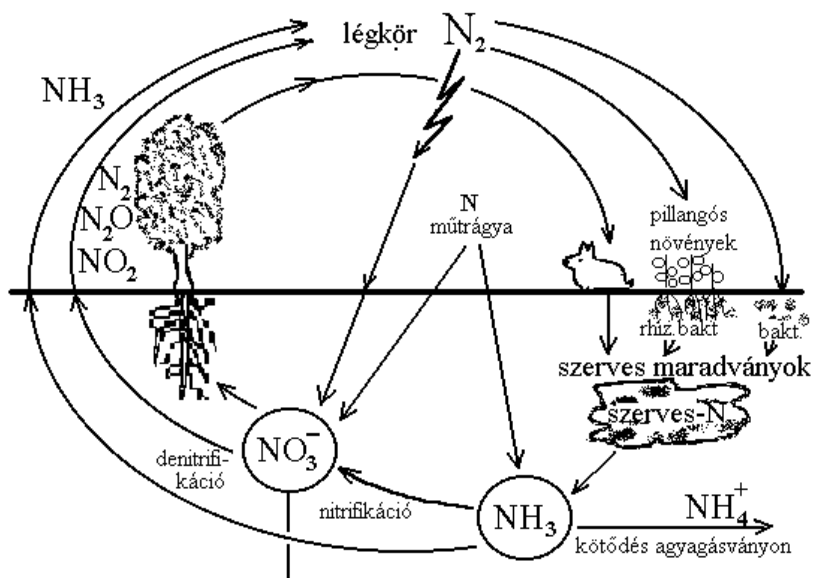 légkör N₂
NH₃
N₂
N₂O
NO₂
N
műtrágya
pillangós
növények
rhiz.bakt
bakt.
szerves maradványok
szerves-N
NO₃⁻
denitrifi-
káció
nitrifikáció
NH₃
NH₄⁺
kötődés agyagásványon